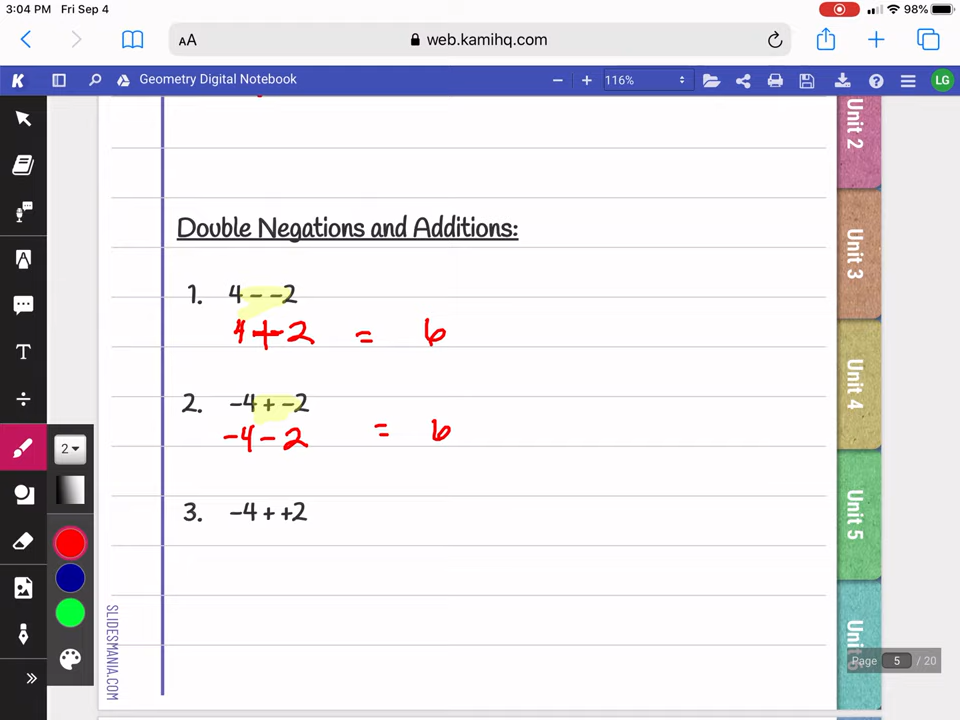 3:04 PM Fri Sep 4 98%
AA web.kamihq.com
K Geometry Digital Notebook 116% LG
Unit 2
Double Negations and Additions:
1. 4 – –2
4 + 2 = 6
Unit 3
2. –4 + –2
–4 – 2 = 6
Unit 4
T
2
3. –4 + +2
Unit 5
SLIDESMANIA.COM
Unit
Page 5 / 20